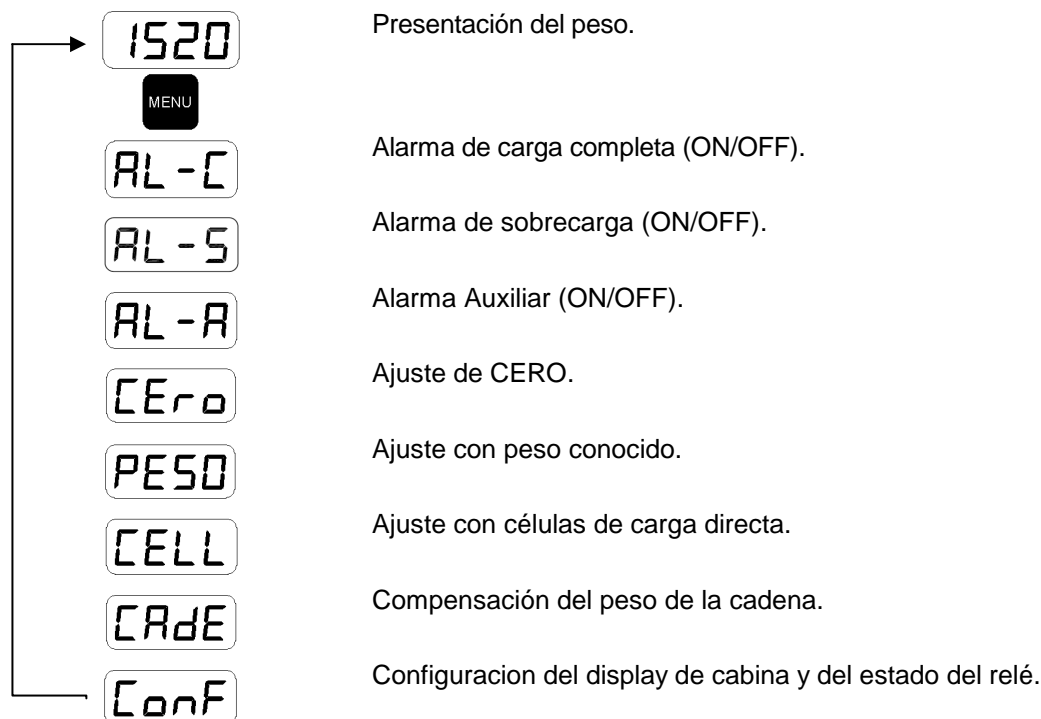 1520 Presentación del peso.
MENU
AL-C Alarma de carga completa (ON/OFF).
AL-S Alarma de sobrecarga (ON/OFF).
AL-A Alarma Auxiliar (ON/OFF).
CEro Ajuste de CERO.
PESO Ajuste con peso conocido.
CELL Ajuste con células de carga directa.
CAdE Compensación del peso de la cadena.
ConF Configuracion del display de cabina y del estado del relé.